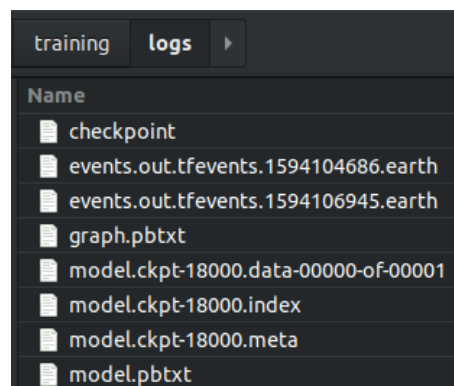 training logs
Name
checkpoint
events.out.tfevents.1594104686.earth
events.out.tfevents.1594106945.earth
graph.pbtxt
model.ckpt-18000.data-00000-of-00001
model.ckpt-18000.index
model.ckpt-18000.meta
model.pbtxt